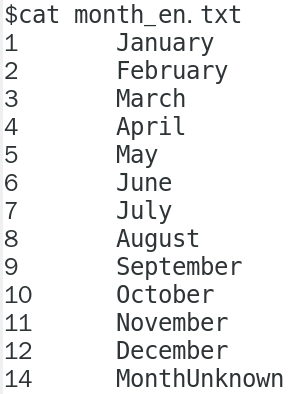 $cat month_en.txt
1 January
2 February
3 March
4 April
5 May
6 June
7 July
8 August
9 September
10 October
11 November
12 December
14 MonthUnknown